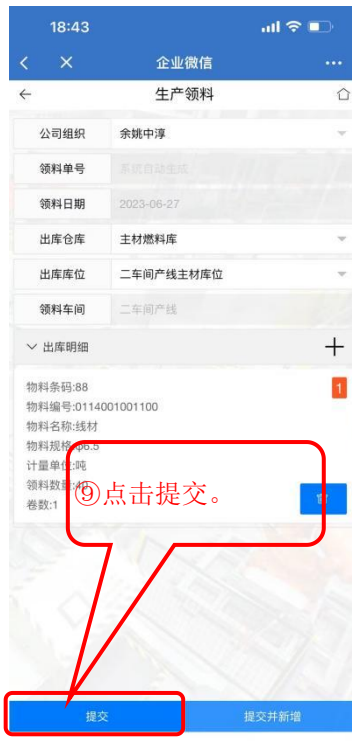 18:43
企业微信
生产领料
公司组织 余姚中淳
领料单号 系统自动生成
领料日期 2023-06-27
出库仓库 主材燃料库
出库库位 二车间产线主材库位
领料车间 二车间产线
出库明细
物料条码:88
1
物料编号:0114001001100
物料名称:线材
物料规格:φ6.5
计量单位:吨
领料数量:40
卷数:1
⑨点击提交。
提交 提交并新增